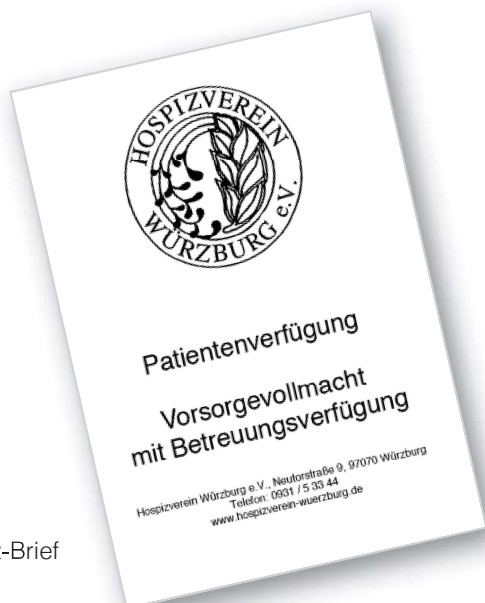 HOSPIZVEREIN
WÜRZBURG e.V.
Patientenverfügung
Vorsorgevollmacht
mit Betreuungsverfügung
Hospizverein Würzburg e.V., Neutorstraße 9, 97070 Würzburg
Telefon: 0931 / 5 33 44
www.hospizverein-wuerzburg.de
-Brief